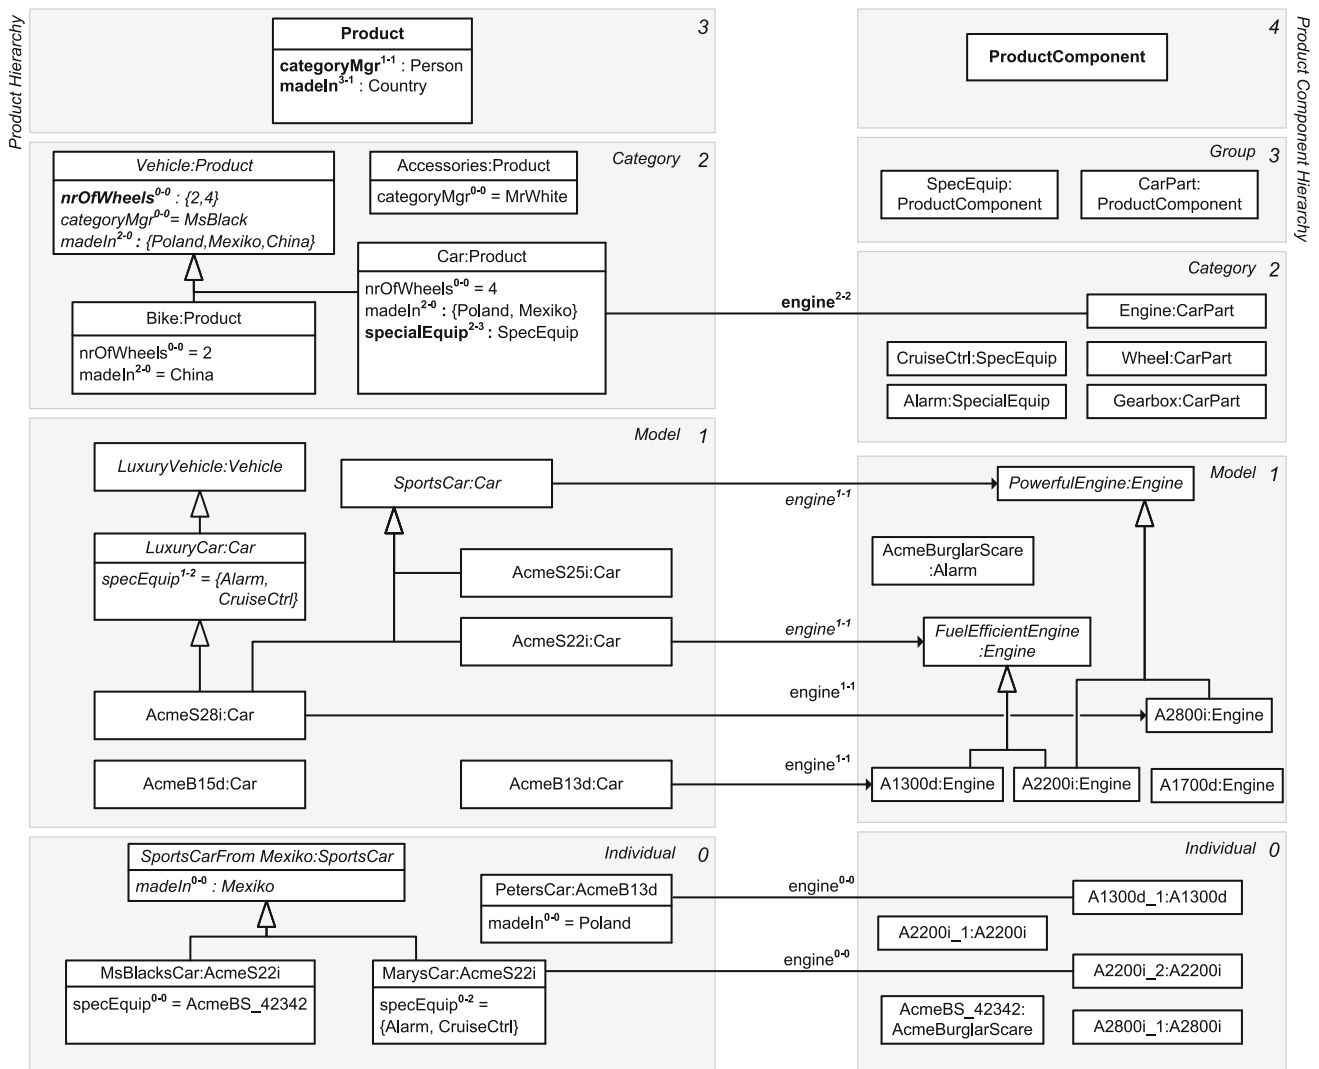 Product Hierarchy
3
Product
categoryMgr1-1 : Person
madeIn3-1 : Country
Category 2
Vehicle:Product
nrOfWheels0-0 : {2,4}
categoryMgr0-0= MsBlack
madeIn2-0 : {Poland,Mexiko,China}
Accessories:Product
categoryMgr0-0 = MrWhite
Car:Product
nrOfWheels0-0 = 4
madeIn2-0 : {Poland, Mexiko}
specialEquip2-3 : SpecEquip
Bike:Product
nrOfWheels0-0 = 2
madeIn2-0 = China
Model 1
LuxuryVehicle:Vehicle
SportsCar:Car
LuxuryCar:Car
specEquip1-2 = {Alarm,
CruiseCtrl}
AcmeS25i:Car
AcmeS22i:Car
AcmeS28i:Car
AcmeB15d:Car
AcmeB13d:Car
Individual 0
SportsCarFrom Mexiko:SportsCar
madeIn0-0 : Mexiko
PetersCar:AcmeB13d
madeIn0-0 = Poland
MsBlacksCar:AcmeS22i
specEquip0-0 = AcmeBS_42342
MarysCar:AcmeS22i
specEquip0-2 =
{Alarm, CruiseCtrl}
engine2-2
engine1-1
engine1-1
engine1-1
engine1-1
engine0-0
engine0-0
Product Component Hierarchy
4
ProductComponent
Group 3
SpecEquip:
ProductComponent
CarPart:
ProductComponent
Category 2
Engine:CarPart
CruiseCtrl:SpecEquip
Wheel:CarPart
Alarm:SpecialEquip
Gearbox:CarPart
Model 1
PowerfulEngine:Engine
AcmeBurglarScare
:Alarm
FuelEfficientEngine
:Engine
A2800i:Engine
A1300d:Engine
A2200i:Engine
A1700d:Engine
Individual 0
A1300d_1:A1300d
A2200i_1:A2200i
A2200i_2:A2200i
AcmeBS_42342:
AcmeBurglarScare
A2800i_1:A2800i